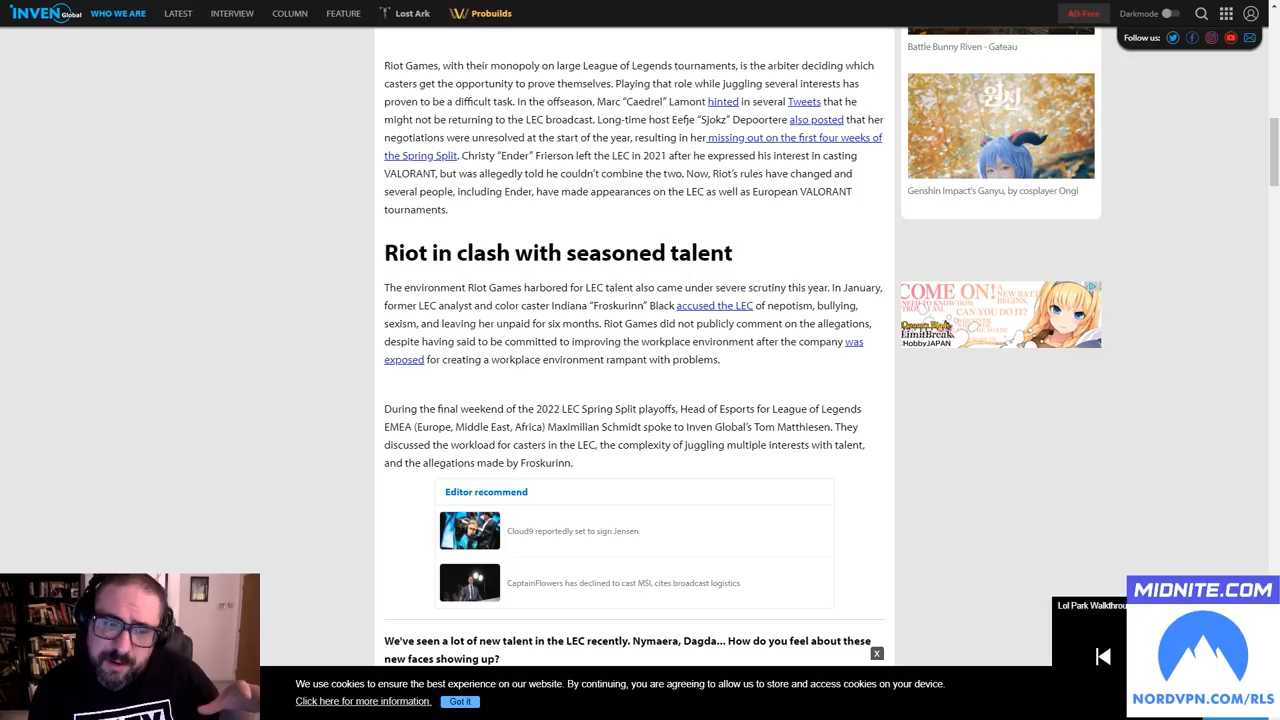 INVEN Global
WHO WE ARE
LATEST
INTERVIEW
COLUMN
FEATURE
Lost Ark
Probuilds
AD-Free
Darkmode
Follow us:
Battle Bunny Riven - Gateau
Riot Games, with their monopoly on large League of Legends tournaments, is the arbiter deciding which
casters get the opportunity to prove themselves. Playing that role while juggling several interests has
proven to be a difficult task. In the offseason, Marc “Caedrel” Lamont hinted in several Tweets that he
might not be returning to the LEC broadcast. Long-time host Eefje “Sjokz” Depoortere also posted that her
negotiations were unresolved at the start of the year, resulting in her missing out on the first four weeks of
the Spring Split. Christy “Ender” Frierson left the LEC in 2021 after he expressed his interest in casting
VALORANT, but was allegedly told he couldn’t combine the two. Now, Riot’s rules have changed and
several people, including Ender, have made appearances on the LEC as well as European VALORANT
tournaments.
원신
Genshin Impact's Ganyu, by cosplayer Ongi
Riot in clash with seasoned talent
The environment Riot Games harbored for LEC talent also came under severe scrutiny this year. In January,
former LEC analyst and color caster Indiana “Froskurinn” Black accused the LEC of nepotism, bullying,
sexism, and leaving her unpaid for six months. Riot Games did not publicly comment on the allegations,
despite having said to be committed to improving the workplace environment after the company was
exposed for creating a workplace environment rampant with problems.
COME ON!
A NEW BATTLE
BEGINS.
NEED TO KNOW HOW
CAN YOU DO IT?
LimitBreak
HobbyJAPAN
During the final weekend of the 2022 LEC Spring Split playoffs, Head of Esports for League of Legends
EMEA (Europe, Middle East, Africa) Maximilian Schmidt spoke to Inven Global’s Tom Matthiesen. They
discussed the workload for casters in the LEC, the complexity of juggling multiple interests with talent,
and the allegations made by Froskurinn.
Editor recommend
Cloud9 reportedly set to sign Jensen
CaptainFlowers has declined to cast MSI, cites broadcast logistics
We've seen a lot of new talent in the LEC recently. Nymaera, Dagda... How do you feel about these
new faces showing up?
X
We use cookies to ensure the best experience on our website. By continuing, you are agreeing to allow us to store and access cookies on your device.
Click here for more information.
Got it
Lol Park Walkthrou
MIDNITE.COM
NORDVPN.COM/RLS